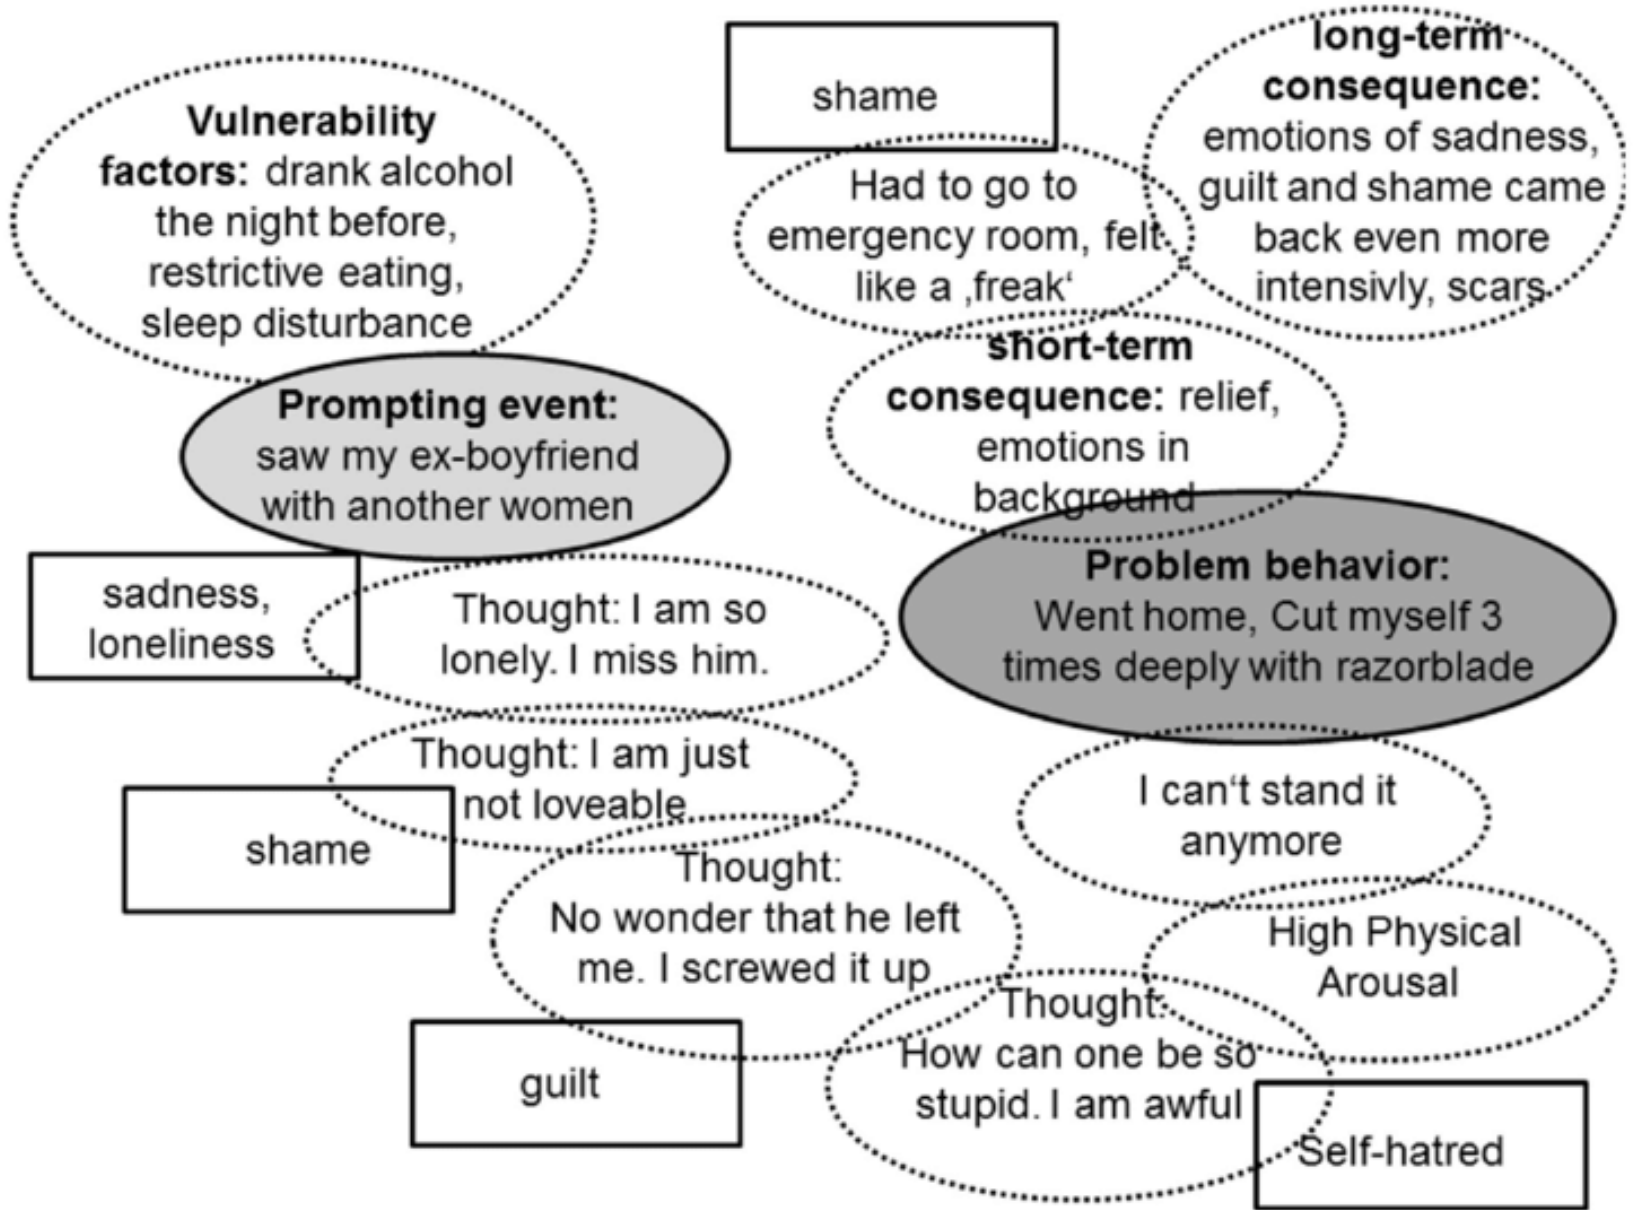 Vulnerability
factors: drank alcohol
the night before,
restrictive eating,
sleep disturbance
Prompting event:
saw my ex-boyfriend
with another women
sadness,
loneliness
Thought: I am so
lonely. I miss him.
Thought: I am just
not loveable
shame
Thought:
No wonder that he left
me. I screwed it up
guilt
Thought:
How can one be so
stupid. I am awful
Self-hatred
High Physical
Arousal
I can‘t stand it
anymore
Problem behavior:
Went home, Cut myself 3
times deeply with razorblade
short-term
consequence: relief,
emotions in
background
Had to go to
emergency room, felt
like a ‚freak‘
shame
long-term
consequence:
emotions of sadness,
guilt and shame came
back even more
intensivly, scars